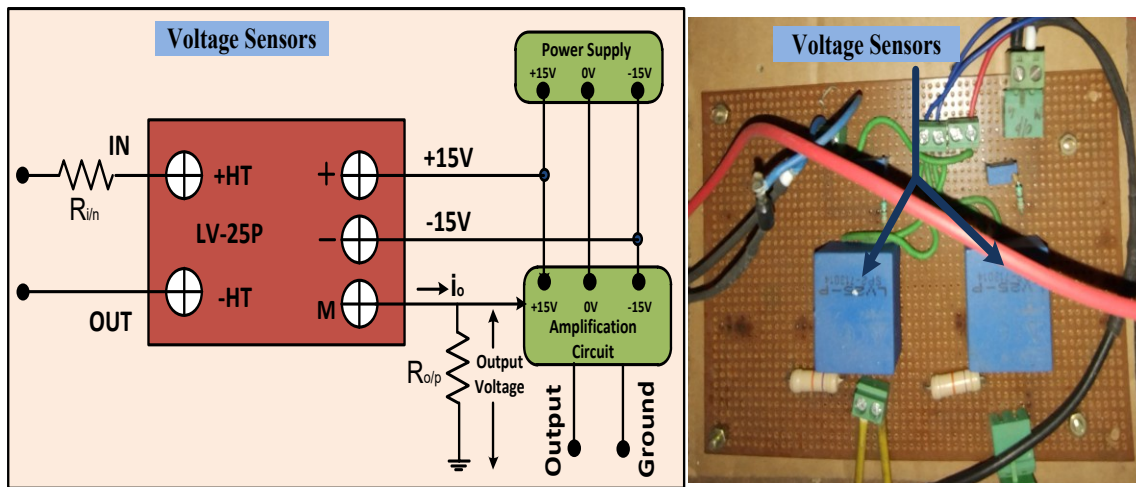 Voltage Sensors
Power Supply
+15V 0V -15V
IN
+HT
+
+15V
Ri/n
LV-25P
−
-15V
-HT
M
io
OUT
+15V 0V -15V
Amplification
Circuit
Ro/p
Output
Voltage
Output
Ground
Voltage Sensors